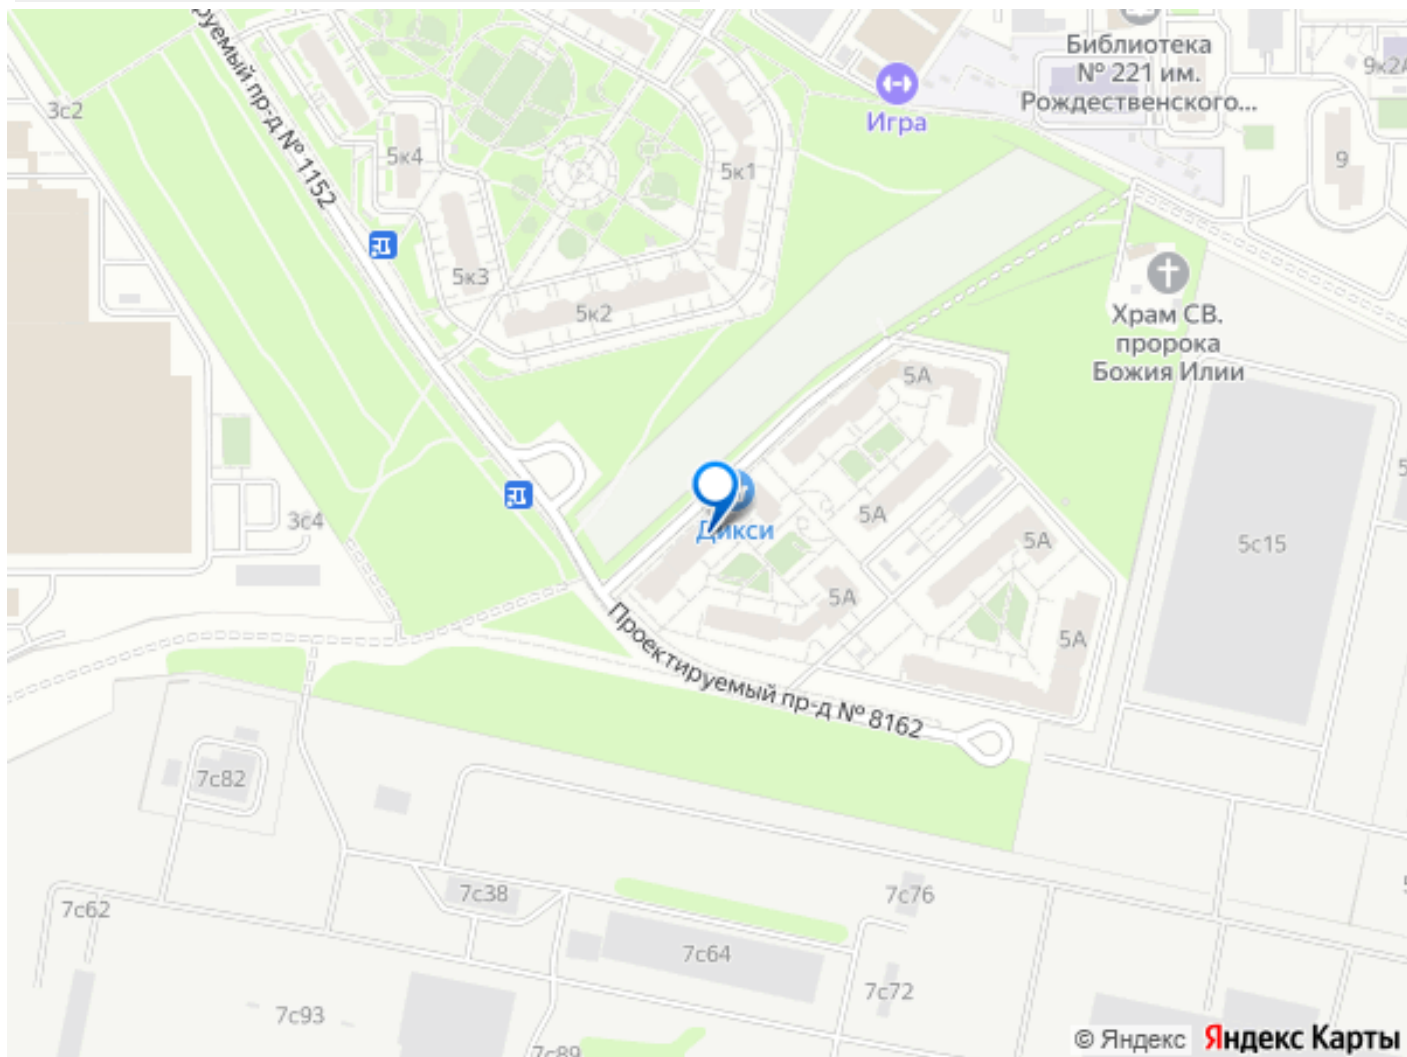 Библиотека
№ 221 им.
Рождественского...
9к2А
3с2
Игра
руемый пр-д № 1152
5к4
5к1
9
5к3
5к2
Храм СВ.
пророка
Божия Илии
5А
3с4
Дикси
5А
5А
5с15
5А
5А
Проектируемый пр-д № 8162
7с82
7с38
7с76
7с62
7с64
7с72
7с93
7с89
© Яндекс Яндекс Карты